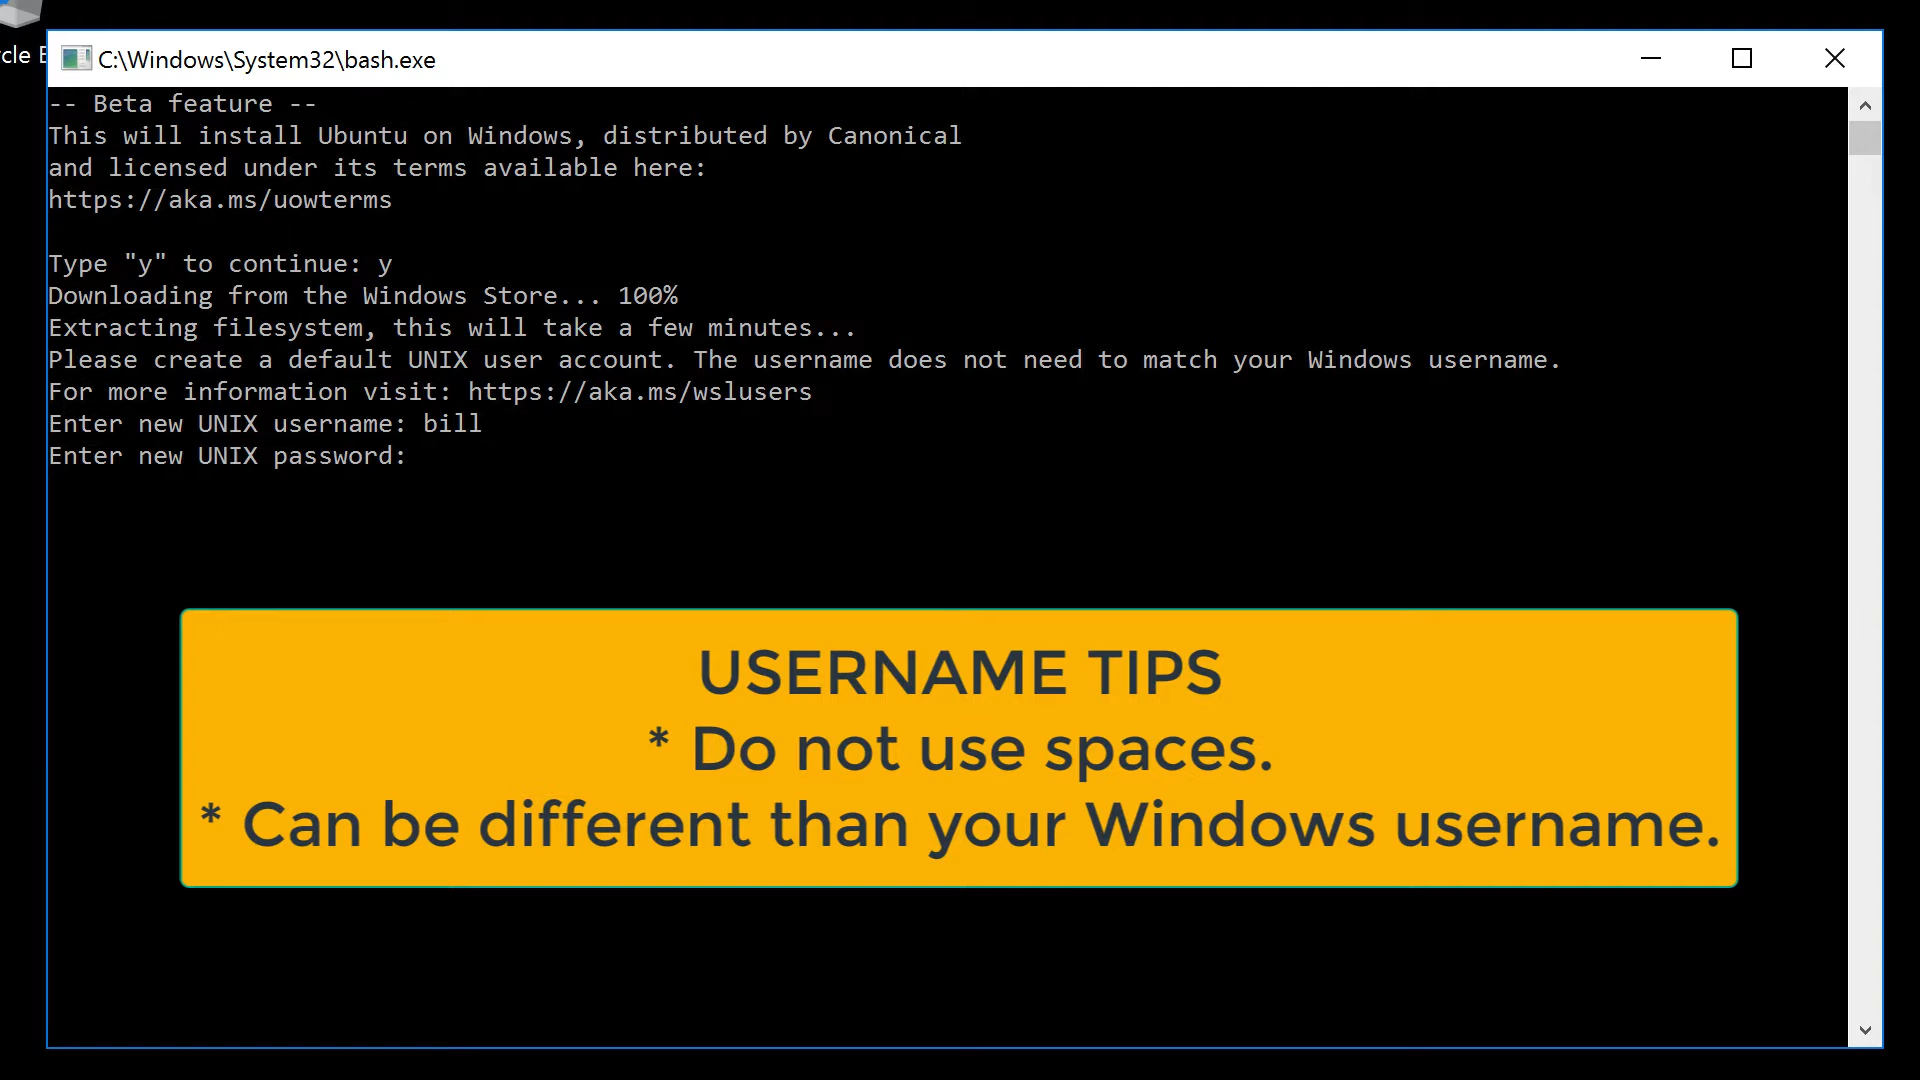 cle B
C:\Windows\System32\bash.exe
-- Beta feature --
This will install Ubuntu on Windows, distributed by Canonical
and licensed under its terms available here:
https://aka.ms/uowterms
Type "y" to continue: y
Downloading from the Windows Store... 100%
Extracting filesystem, this will take a few minutes...
Please create a default UNIX user account. The username does not need to match your Windows username.
For more information visit: https://aka.ms/wslusers
Enter new UNIX username: bill
Enter new UNIX password:
USERNAME TIPS
* Do not use spaces.
* Can be different than your Windows username.